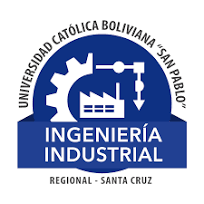 UNIVERSIDAD CATÓLICA BOLIVIANA "SAN PABLO"
INGENIERÍA
INDUSTRIAL
REGIONAL - SANTA CRUZ